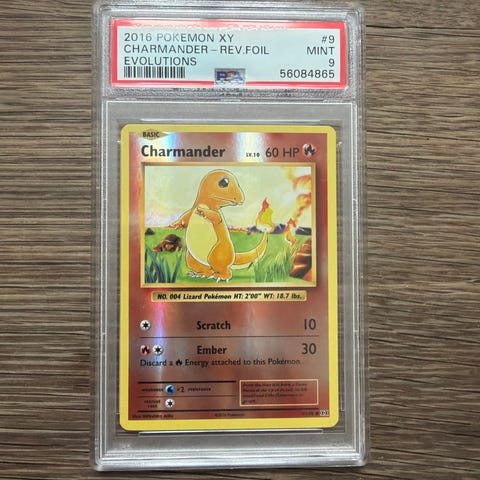 2016 POKEMON XY #9
CHARMANDER - REV.FOIL MINT
EVOLUTIONS PSA 9
56084865
BASIC
Charmander LV.10 60 HP
NO. 004 Lizard Pokémon HT: 2'00" WT: 18.7 lbs.
Scratch 10
Ember 30
Discard a Energy attached to this Pokémon.
weakness ×2 resistance
retreat cost
©2016 Pokémon